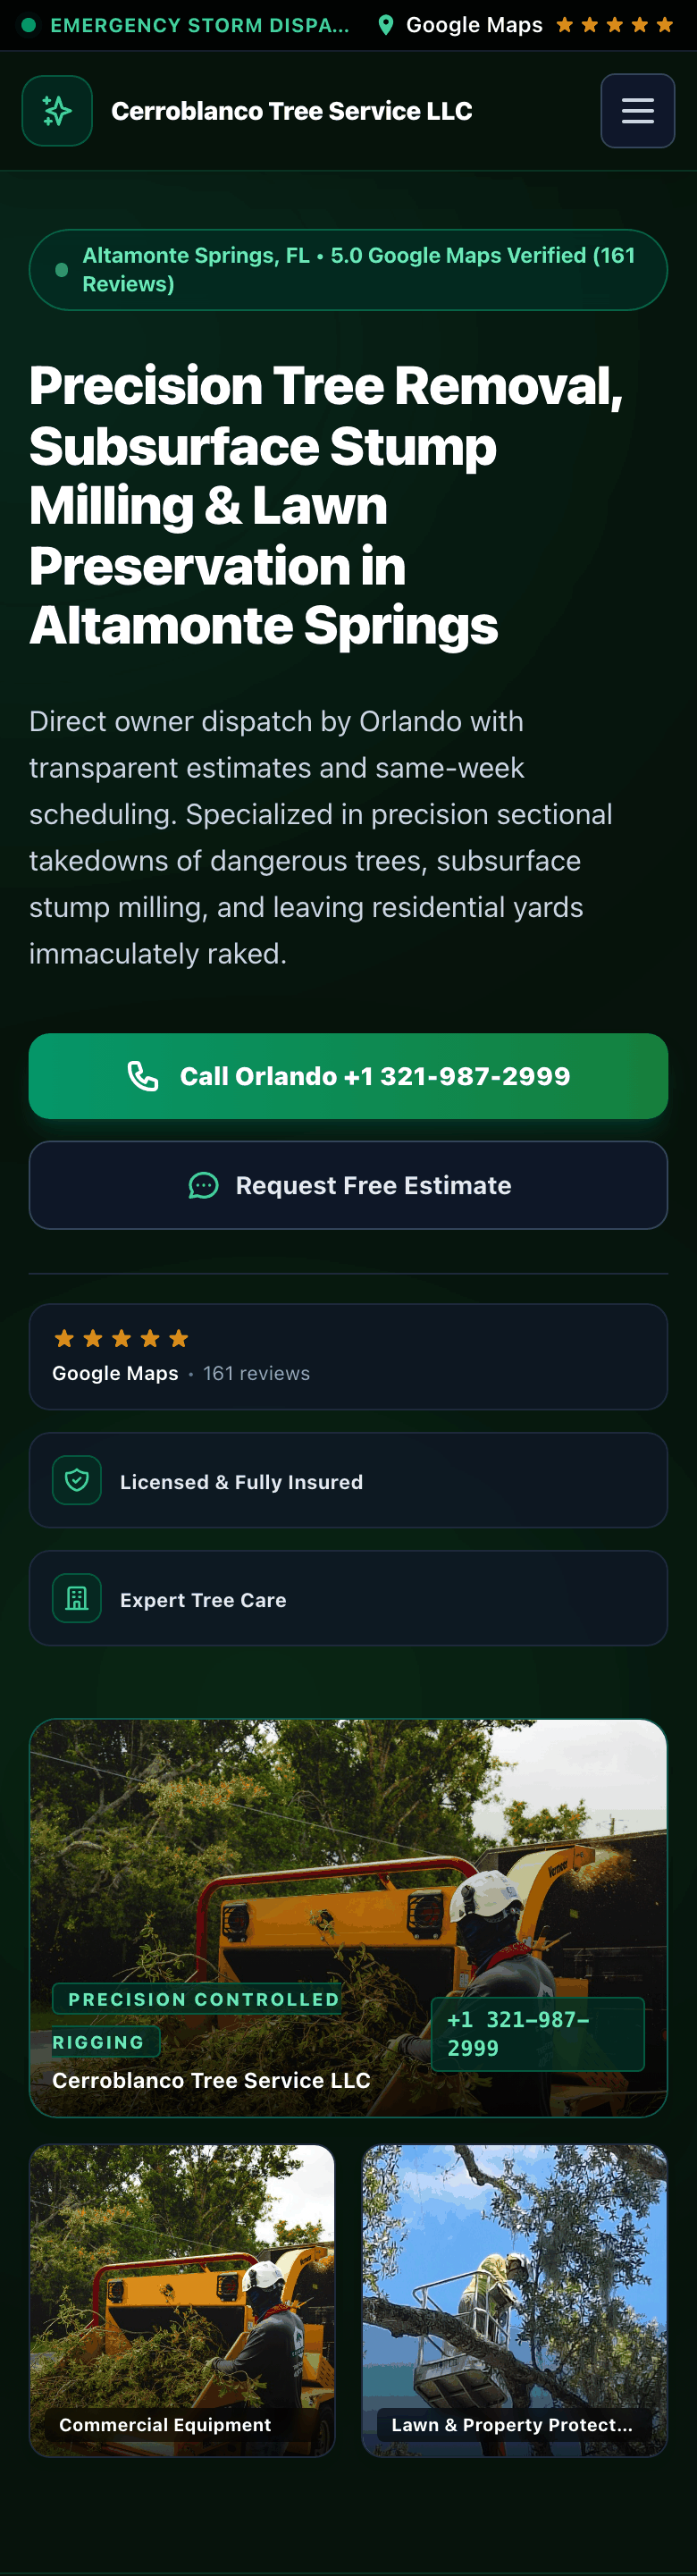 EMERGENCY STORM DISPA...
Google Maps
Cerroblanco Tree Service LLC
Altamonte Springs, FL • 5.0 Google Maps Verified (161
Reviews)
Precision Tree Removal,
Subsurface Stump
Milling & Lawn
Preservation in
Altamonte Springs
Direct owner dispatch by Orlando with
transparent estimates and same-week
scheduling. Specialized in precision sectional
takedowns of dangerous trees, subsurface
stump milling, and leaving residential yards
immaculately raked.
Call Orlando +1 321-987-2999
Request Free Estimate
Google Maps • 161 reviews
Licensed & Fully Insured
Expert Tree Care
Vermeer
PRECISION CONTROLLED
RIGGING
Cerroblanco Tree Service LLC
+1 321-987-
2999
Commercial Equipment
Lawn & Property Protect...